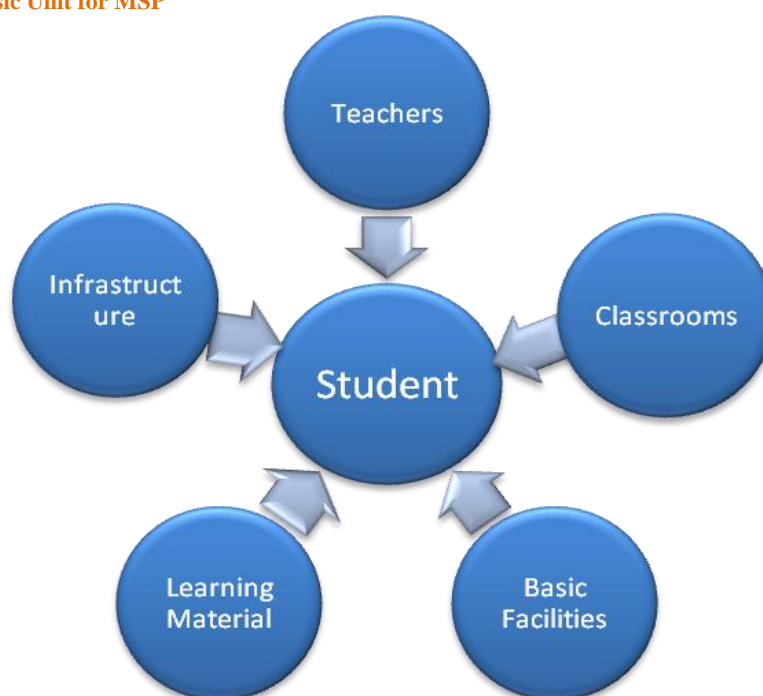 sic Unit for MSP
Teachers
Infrastruct
ure
Classrooms
Student
Learning
Material
Basic
Facilities